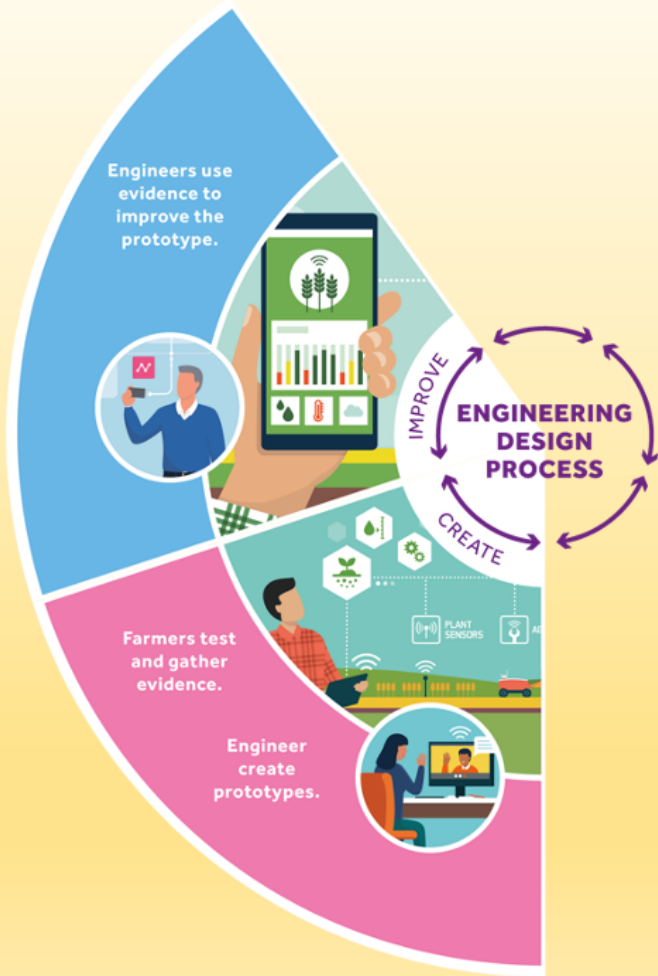 Engineers use
evidence to
improve the
prototype.
IMPROVE
ENGINEERING
DESIGN
PROCESS
CREATE
PLANT
SENSORS
Farmers test
and gather
evidence.
Engineer
create
prototypes.